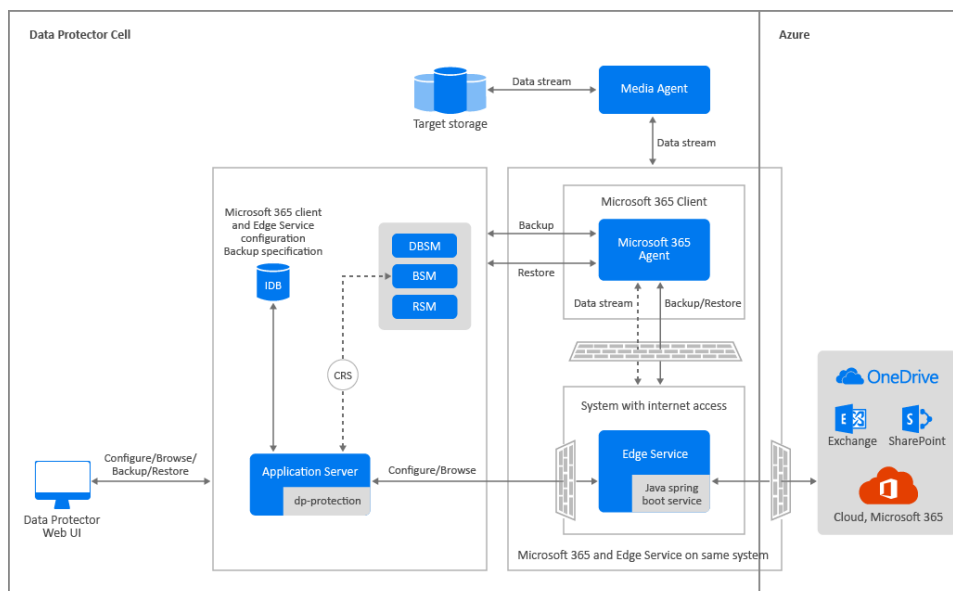 Data Protector Cell
Azure
Data stream
Media Agent
Target storage
Data stream
Microsoft 365 client
and Edge Service
configuration
Backup specification
IDB
DBSM
BSM
RSM
CRS
Backup
Restore
Microsoft 365 Client
Microsoft 365
Agent
Data stream
Backup/Restore
System with internet access
Edge Service
Java spring
boot service
Configure/Browse/
Backup/Restore
Data Protector
Web UI
Application Server
dp-protection
Configure/Browse
Microsoft 365 and Edge Service on same system
OneDrive
E
S
Exchange
SharePoint
Cloud, Microsoft 365